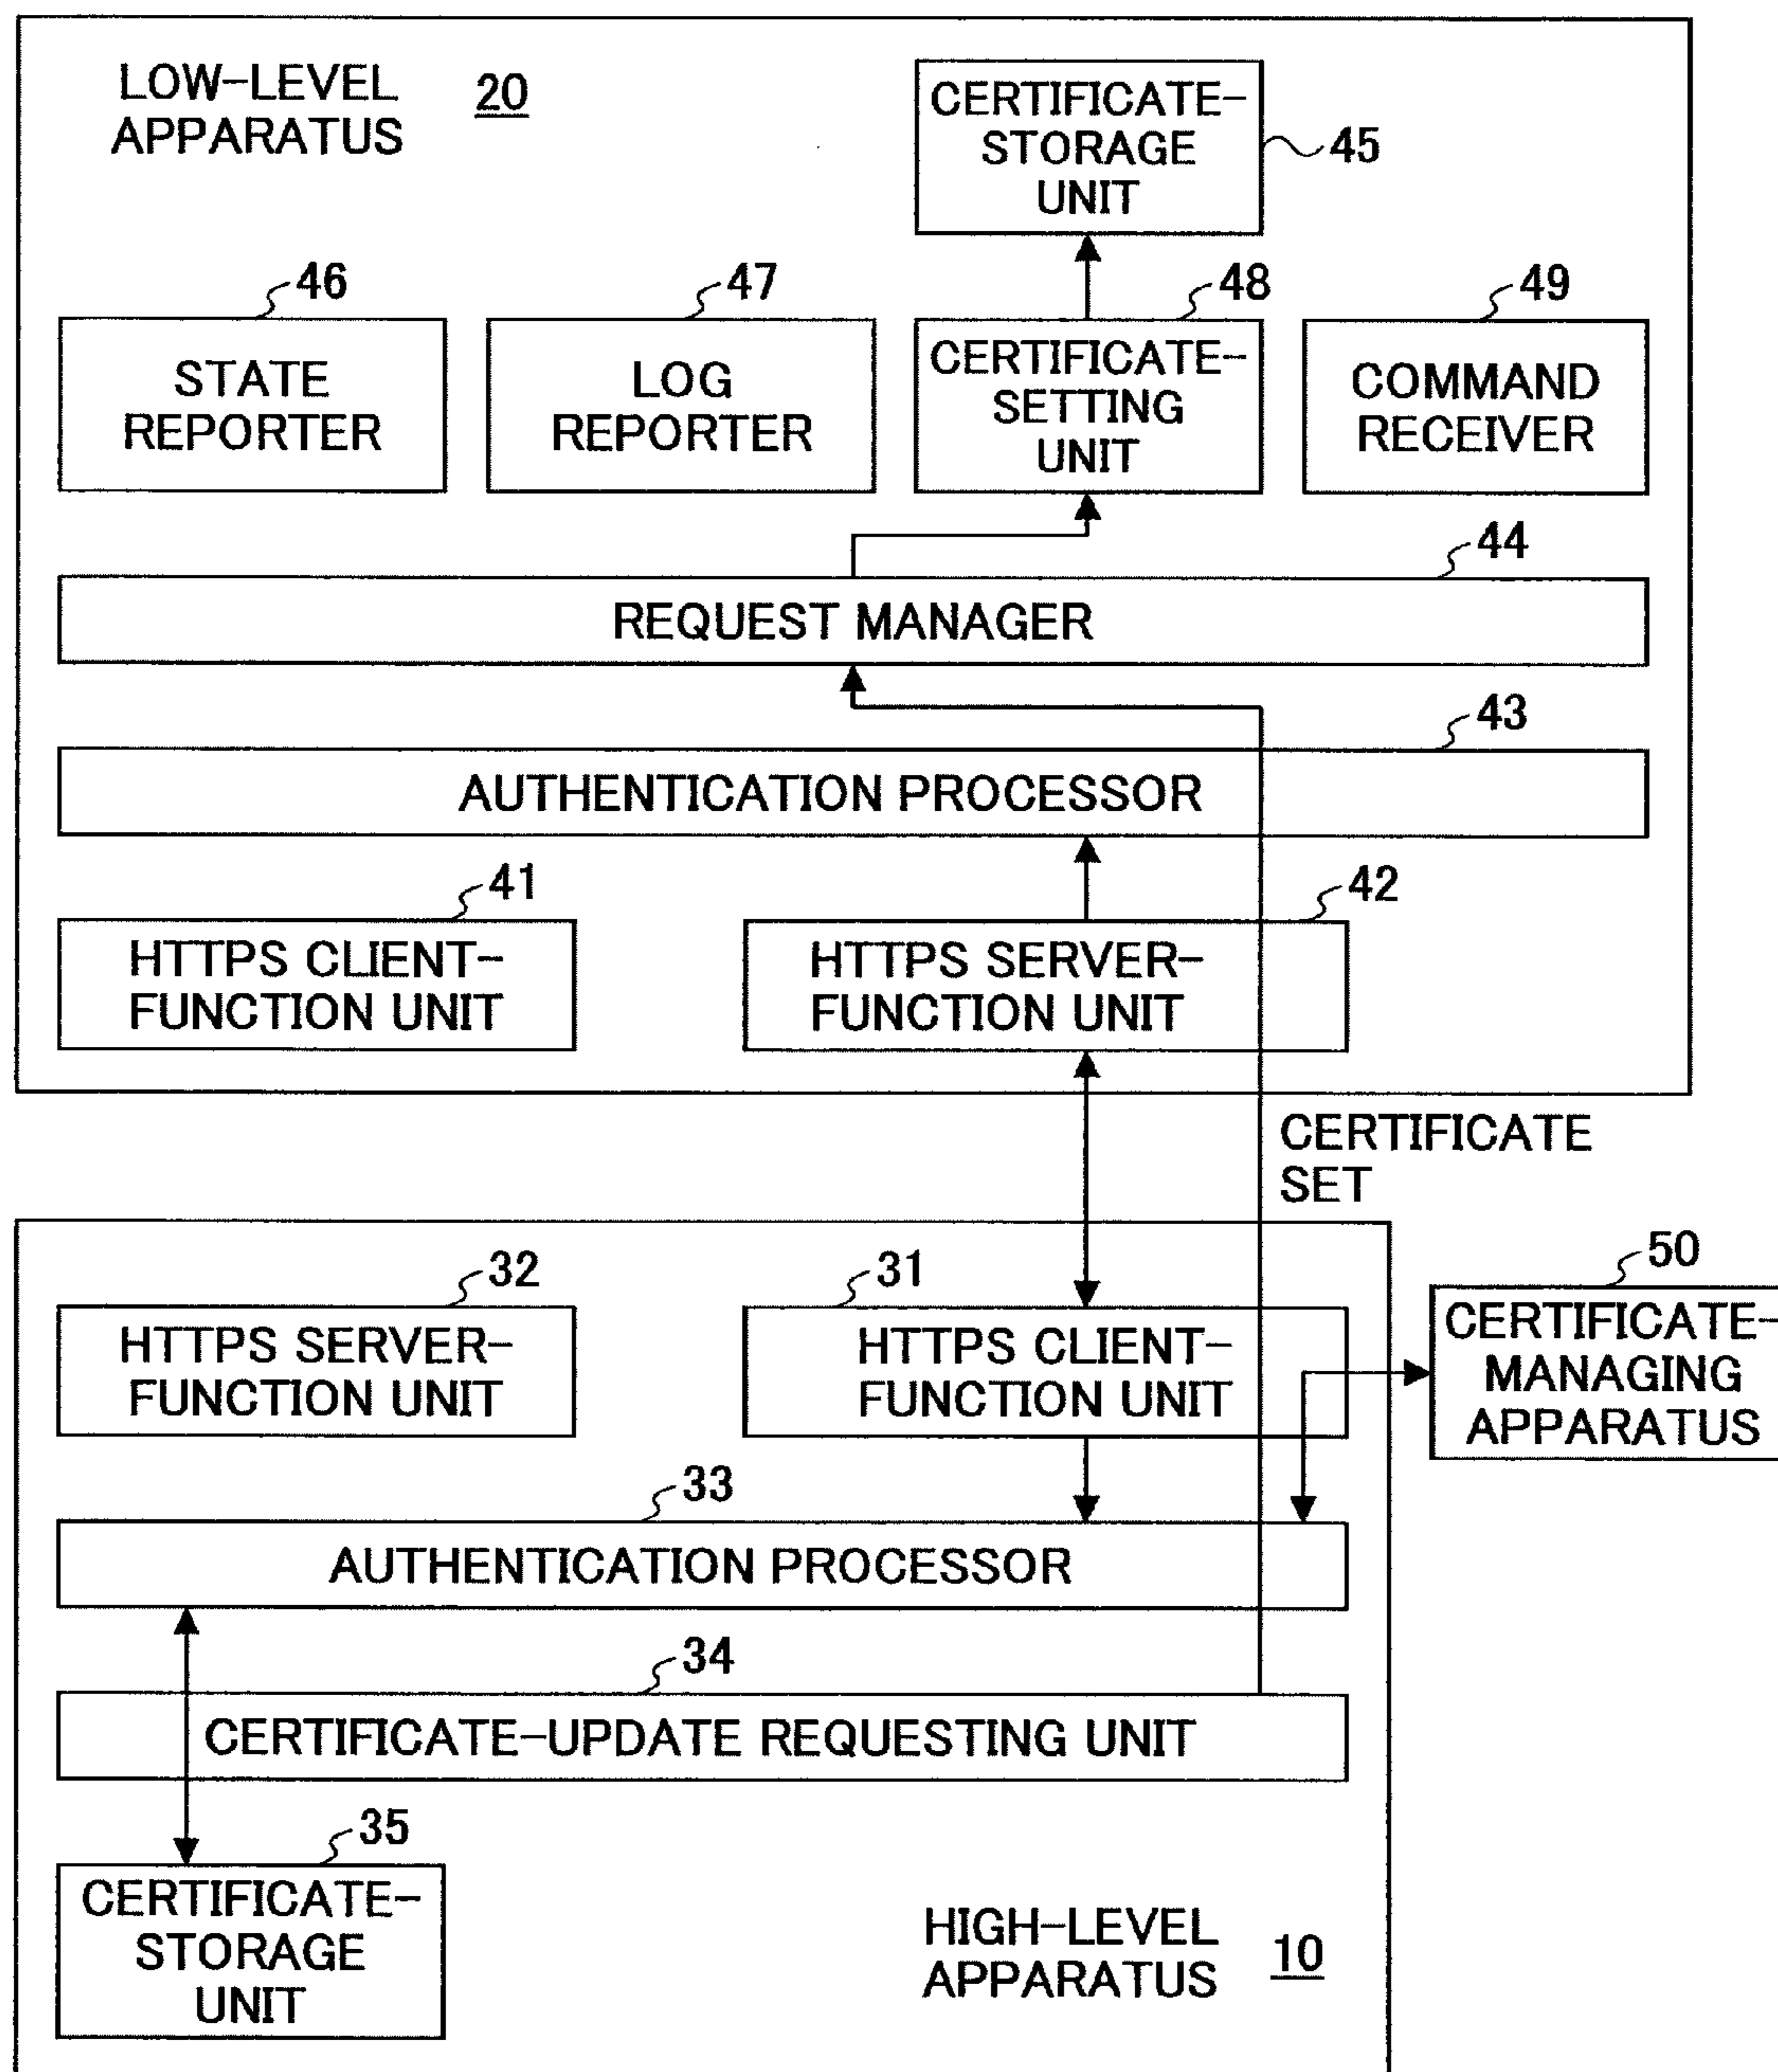 LOW-LEVEL
APPARATUS
20
CERTIFICATE-
STORAGE
UNIT
45
46
47
48
49
STATE
REPORTER
LOG
REPORTER
CERTIFICATE-
SETTING
UNIT
COMMAND
RECEIVER
44
REQUEST MANAGER
43
AUTHENTICATION PROCESSOR
41
42
HTTPS CLIENT-
FUNCTION UNIT
HTTPS SERVER-
FUNCTION UNIT
CERTIFICATE
SET
32
31
50
HTTPS SERVER-
FUNCTION UNIT
HTTPS CLIENT-
FUNCTION UNIT
CERTIFICATE-
MANAGING
APPARATUS
33
AUTHENTICATION PROCESSOR
34
CERTIFICATE-UPDATE REQUESTING UNIT
35
CERTIFICATE-
STORAGE
UNIT
HIGH-LEVEL
APPARATUS
10